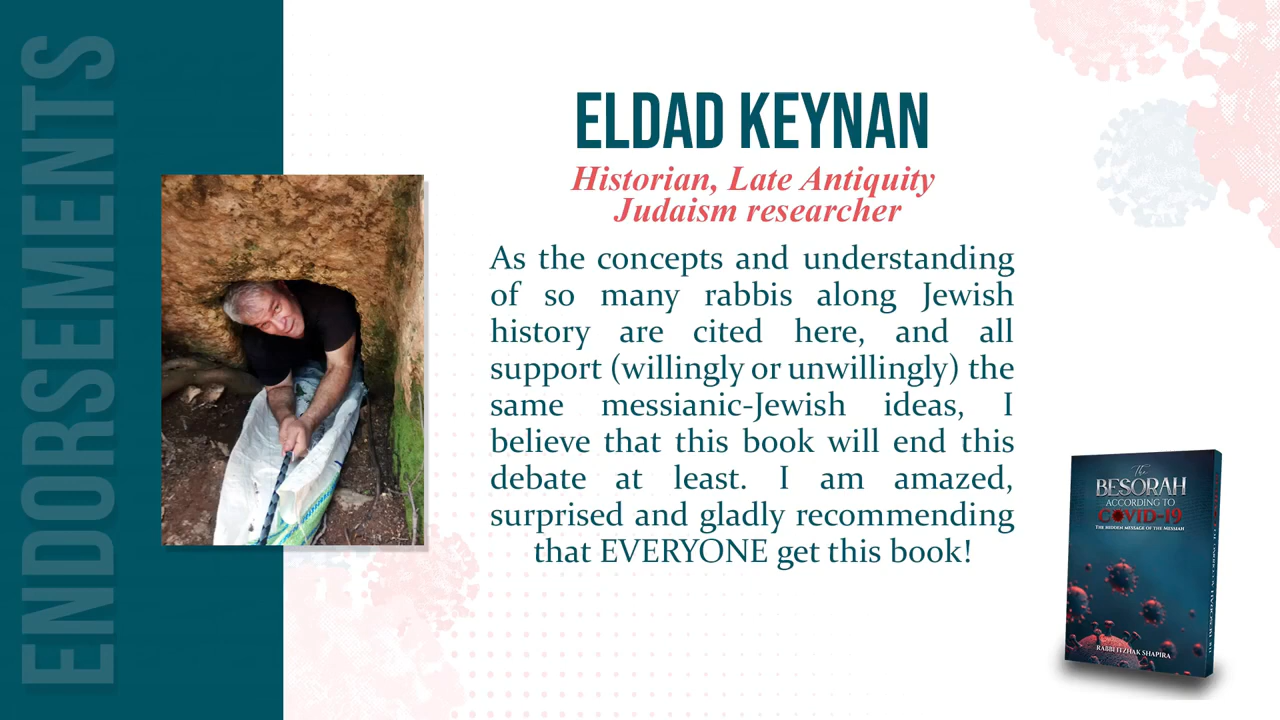 ENDORSEMENTS
ELDAD KEYNAN
Historian, Late Antiquity
Judaism researcher
As the concepts and understanding
of so many rabbis along Jewish
history are cited here, and all
support (willingly or unwillingly) the
same messianic-Jewish ideas, I
believe that this book will end this
debate at least. I am amazed,
surprised and gladly recommending
that EVERYONE get this book!
The
BESORAH
ACCORDING TO
COVID-19
THE HIDDEN MESSAGE OF THE MESSIAH
RABBI ITZHAK SHAPIRA